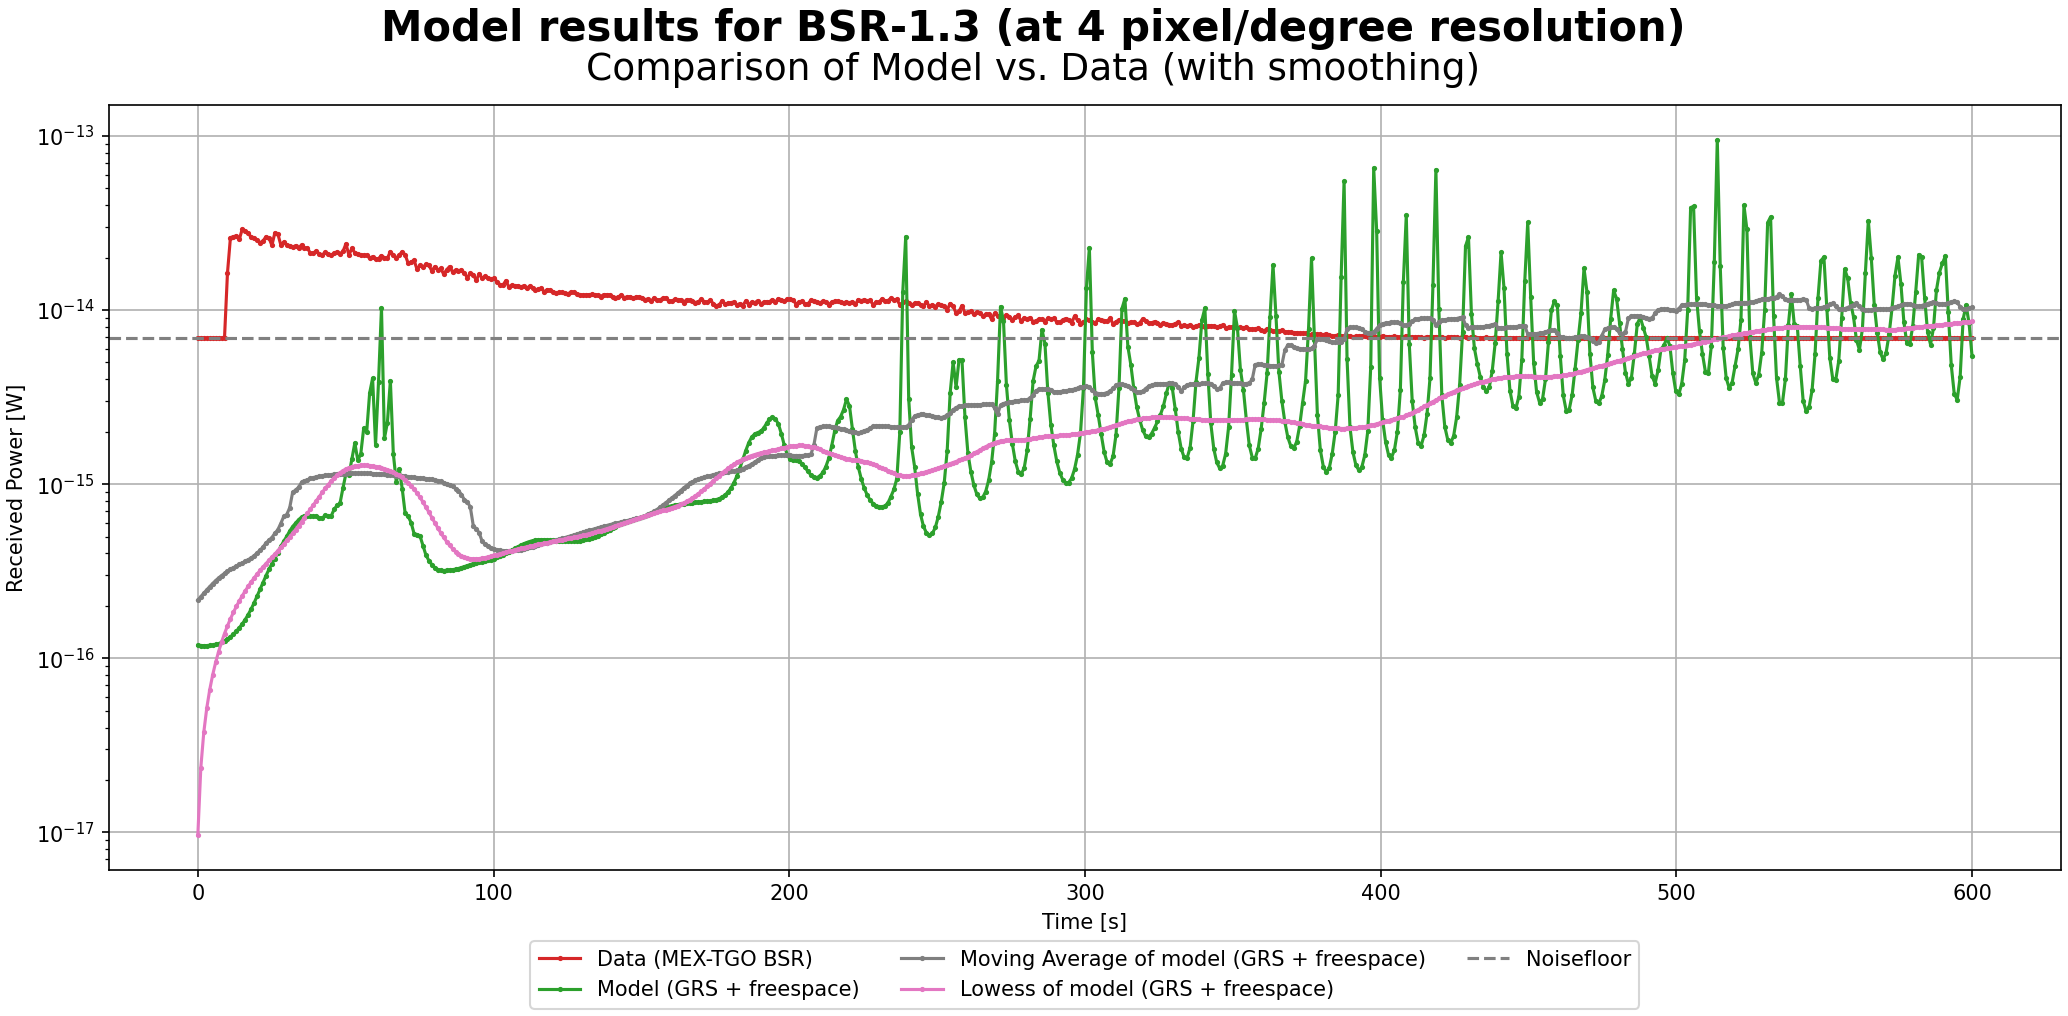 Model results for BSR-1.3 (at 4 pixel/degree resolution)
Comparison of Model vs. Data (with smoothing)
Received Power [W]
10⁻¹³
10⁻¹⁴
10⁻¹⁵
10⁻¹⁶
10⁻¹⁷
0 100 200 300 400 500 600
Time [s]
Data (MEX-TGO BSR)
Model (GRS + freespace)
Moving Average of model (GRS + freespace)
Lowess of model (GRS + freespace)
Noisefloor